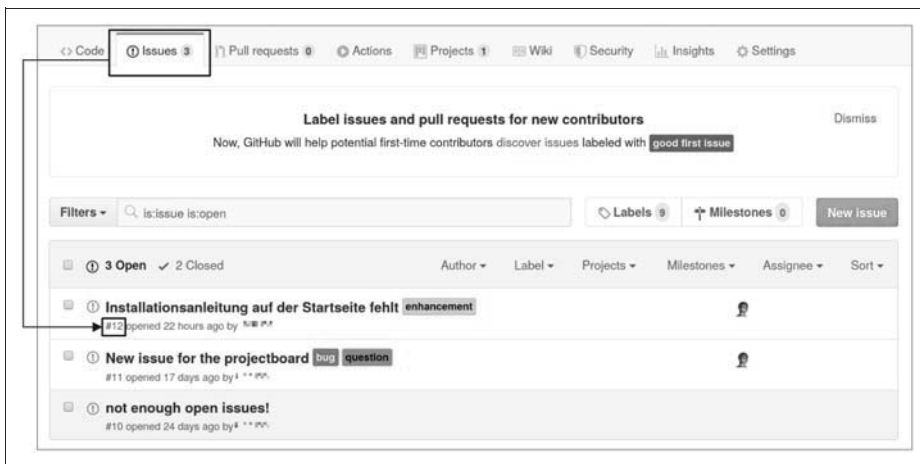 Code Issues 3 Pull requests 0 Actions Projects 1 Wiki Security Insights Settings
Label issues and pull requests for new contributors Dismiss
Now, GitHub will help potential first-time contributors discover issues labeled with good first issue
Filters is:issue is:open Labels 9 Milestones 0 New issue
3 Open 2 Closed Author Label Projects Milestones Assignee Sort
Installationsanleitung auf der Startseite fehlt enhancement
#12 opened 22 hours ago by
New issue for the projectboard bug question
#11 opened 17 days ago by
not enough open issues!
#10 opened 24 days ago by